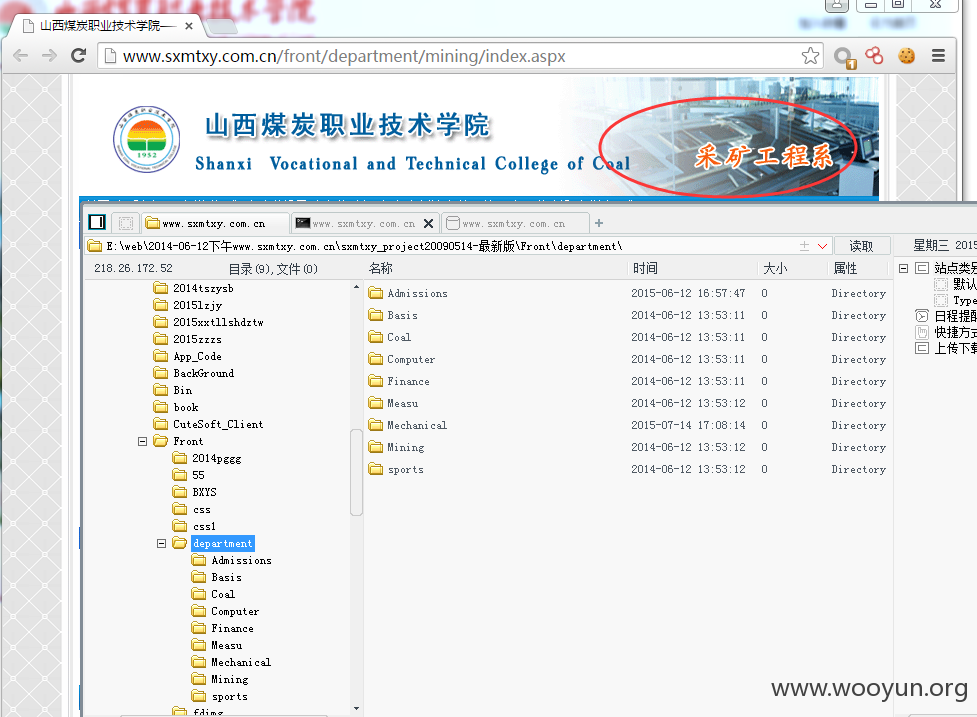 山西煤炭职业技术学院—
www.sxmtxy.com.cn/front/department/mining/index.aspx
1
山西煤炭职业技术学院
Shanxi Vocational and Technical College of Coal
1952
采矿工程系
www.sxmtxy.com.cn
www.sxmtxy.com.cn
www.sxmtxy.com.cn
E:\web\2014-06-12下午www.sxmtxy.com.cn\sxmtxy_project20090514-最新版\Front\department\
读取
星期三 2015
218.26.172.52
目录(9),文件(0)
名称 时间 大小 属性
2014tszysb
2015lzjy
2015xxtllshdztw
2015zzzs
App_Code
BackGround
Bin
book
CuteSoft_Client
Front
2014pggg
55
BXYS
css
css1
department
Admissions
Basis
Coal
Computer
Finance
Measu
Mechanical
Mining
sports
fdimg
Admissions 2015-06-12 16:57:47 0 Directory
Basis 2014-06-12 13:53:11 0 Directory
Coal 2014-06-12 13:53:11 0 Directory
Computer 2014-06-12 13:53:11 0 Directory
Finance 2014-06-12 13:53:11 0 Directory
Measu 2014-06-12 13:53:12 0 Directory
Mechanical 2015-07-14 17:08:14 0 Directory
Mining 2014-06-12 13:53:12 0 Directory
sports 2014-06-12 13:53:12 0 Directory
站点类别
默认
Type
日程提醒
快捷方式
上传下载
www.wooyun.org